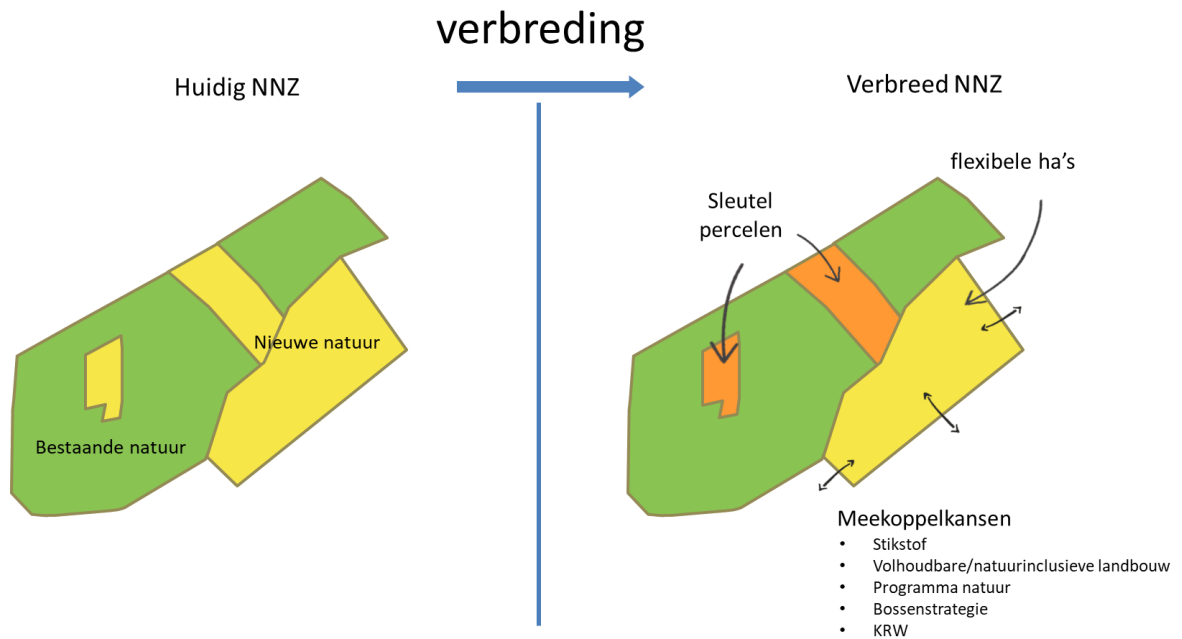 verbreding
Huidig NNZ
Verbreed NNZ
Nieuwe natuur
Bestaande natuur
flexibele ha's
Sleutel
percelen
Meekoppelkansen
• Stikstof
• Volhoudbare/natuurinclusieve landbouw
• Programma natuur
• Bossenstrategie
• KRW